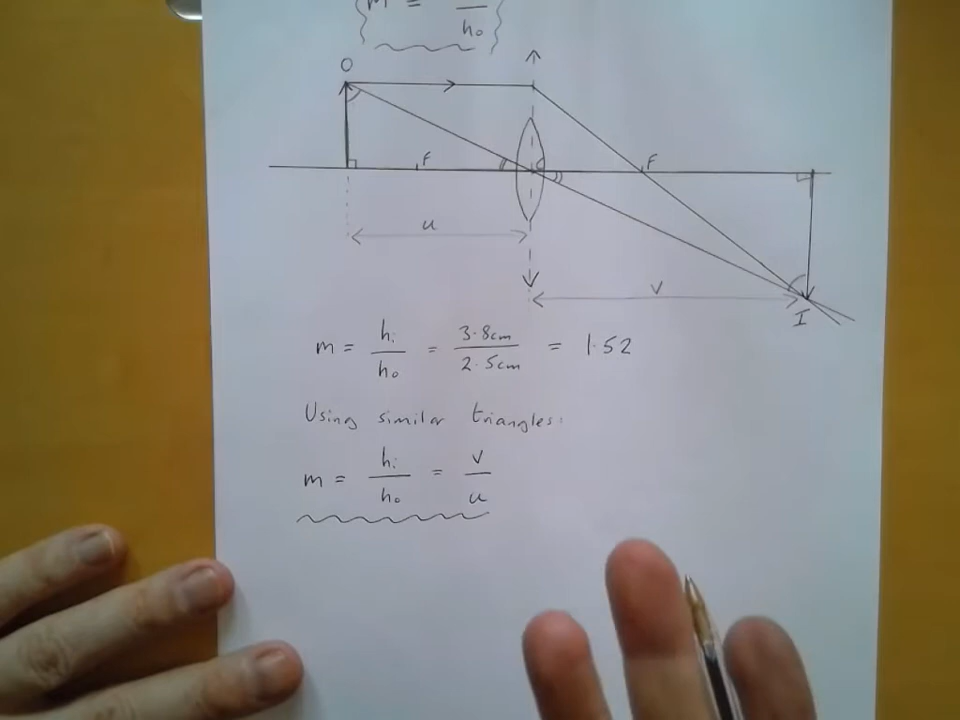 m =
h₀
O
F
F
u
v
I
m = hᵢ/h₀ = 3.8cm/2.5cm = 1.52
Using similar triangles:
m = hᵢ/h₀ = v/u